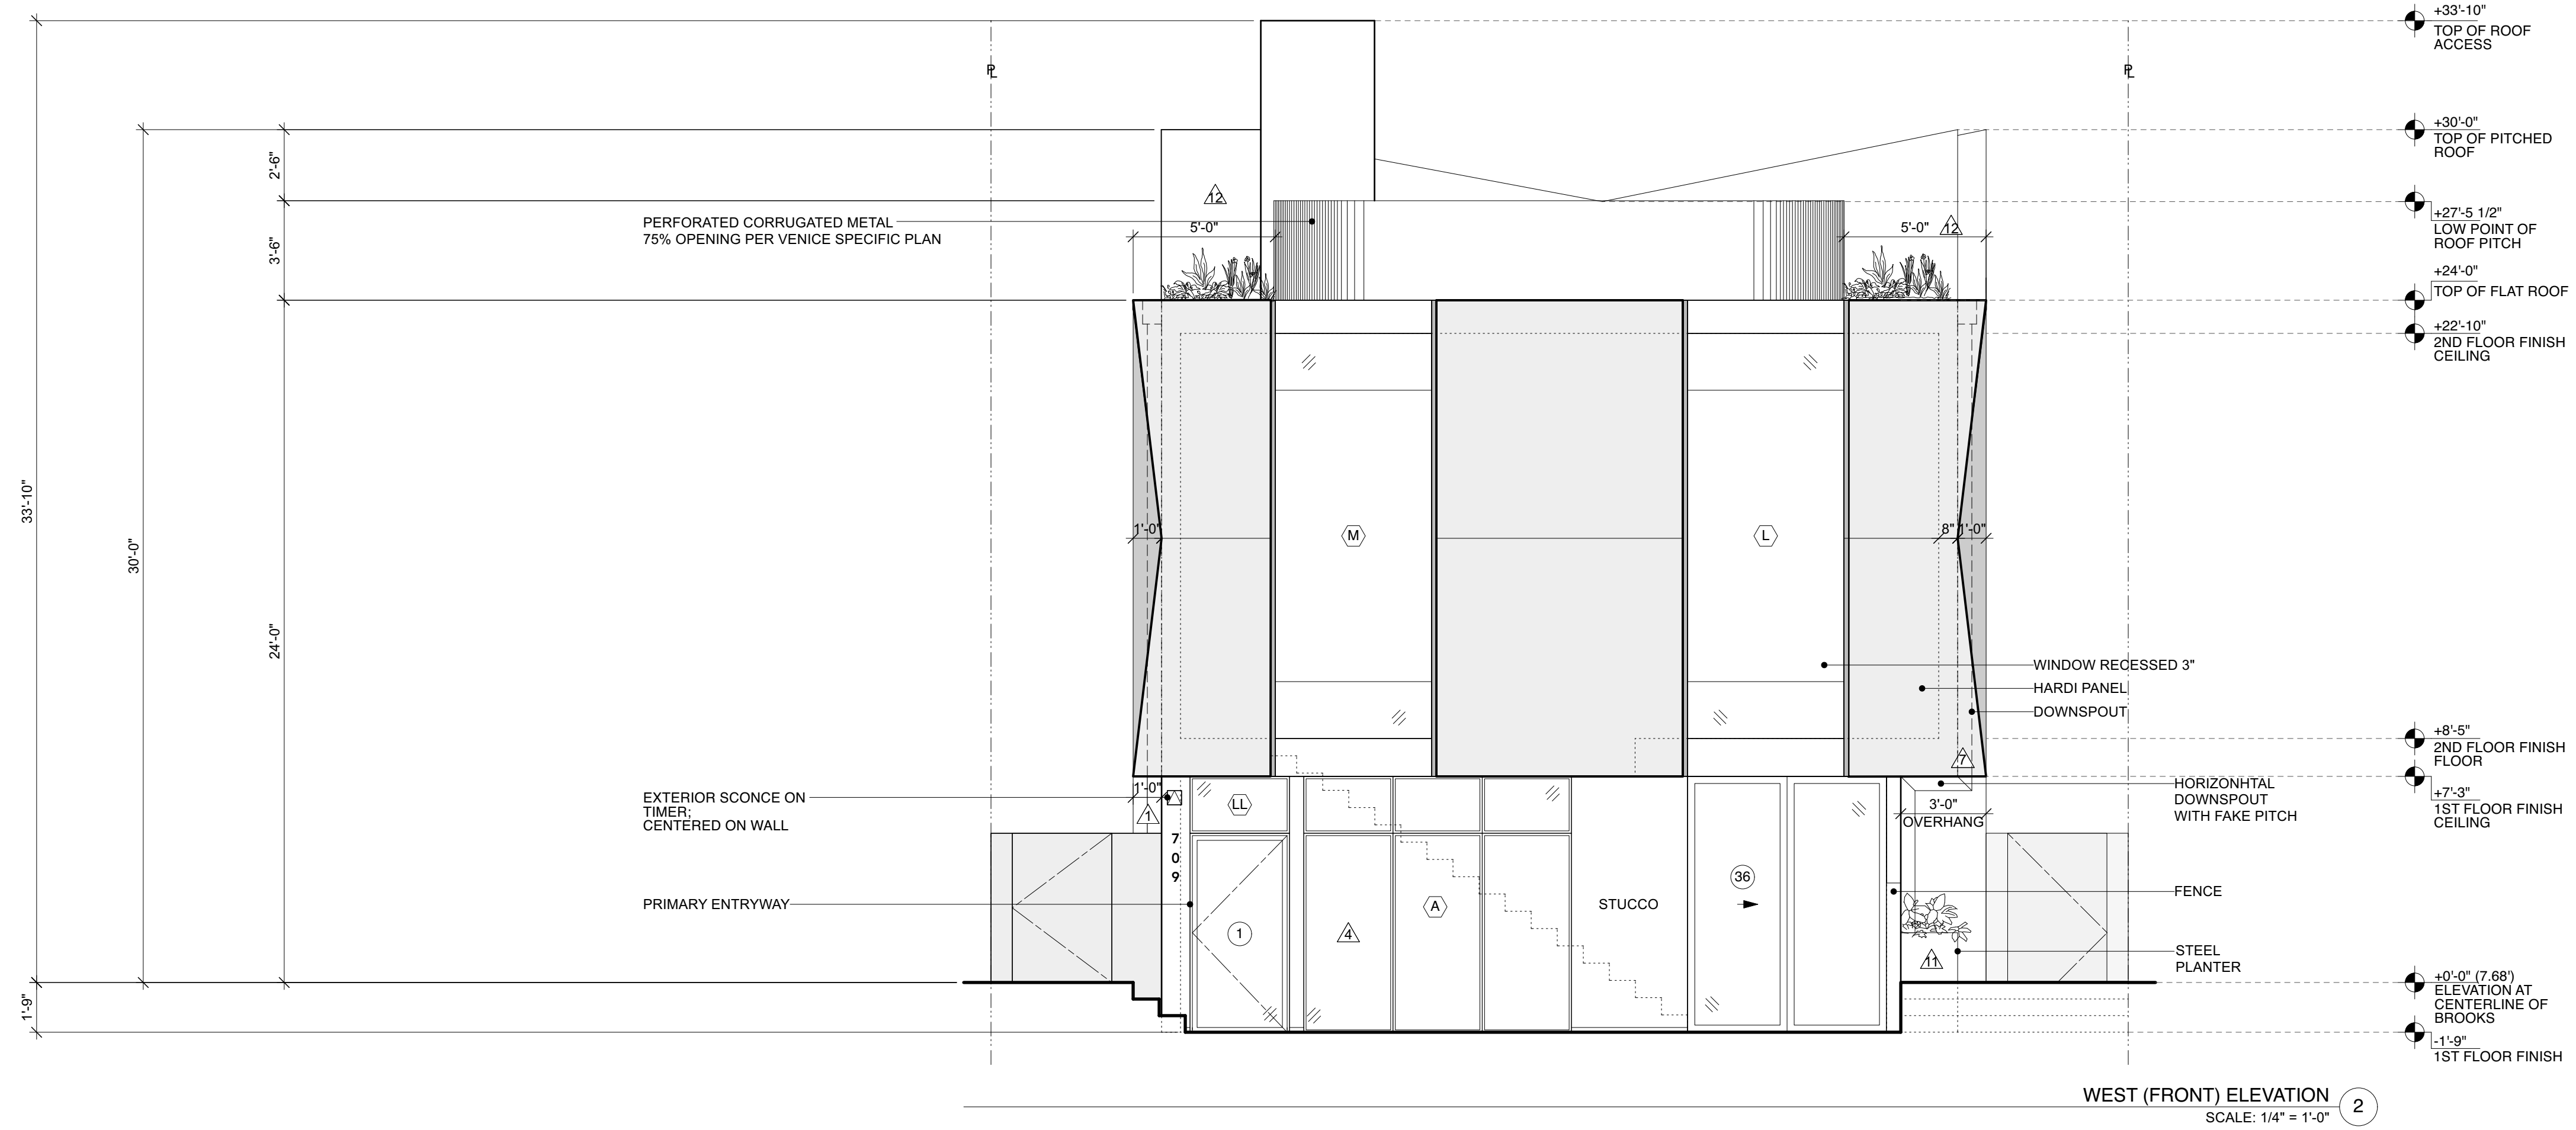 +33'-10"
TOP OF ROOF
ACCESS
PL
PL
+30'-0"
TOP OF PITCHED
ROOF
2'-6"
12
+27'-5 1/2"
LOW POINT OF
ROOF PITCH
PERFORATED CORRUGATED METAL
75% OPENING PER VENICE SPECIFIC PLAN
5'-0"
5'-0"
12
3'-6"
+24'-0"
TOP OF FLAT ROOF
+22'-10"
2ND FLOOR FINISH
CEILING
33'-10"
30'-0"
24'-0"
1'-0"
M
L
8"
1'-0"
WINDOW RECESSED 3"
HARDI PANEL
DOWNSPOUT
+8'-5"
2ND FLOOR FINISH
FLOOR
7
EXTERIOR SCONCE ON
TIMER;
CENTERED ON WALL
1'-0"
1
LL
HORIZONHTAL
DOWNSPOUT
WITH FAKE PITCH
+7'-3"
1ST FLOOR FINISH
CEILING
3'-0"
OVERHANG
7
0
9
36
FENCE
PRIMARY ENTRYWAY
A
STUCCO
1
4
11
STEEL
PLANTER
1'-9"
+0'-0" (7.68')
ELEVATION AT
CENTERLINE OF
BROOKS
-1'-9"
1ST FLOOR FINISH
WEST (FRONT) ELEVATION
2
SCALE: 1/4" = 1'-0"